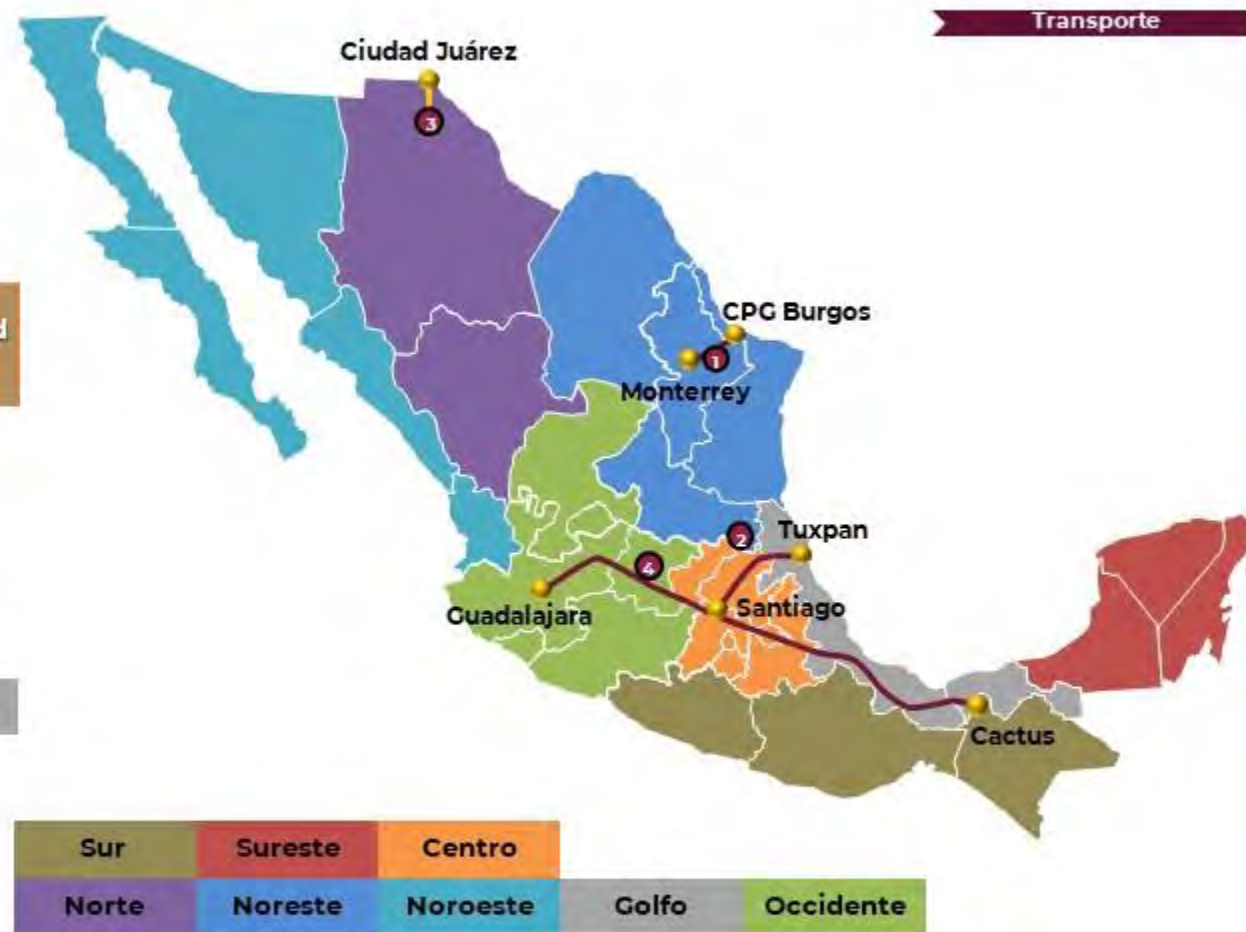 Transporte
Ciudad Juárez
3
CPG Burgos
1
Monterrey
2
Tuxpan
4
Guadalajara
Santiago
Cactus
Sur Sureste Centro
Norte Noreste Noroeste Golfo Occidente